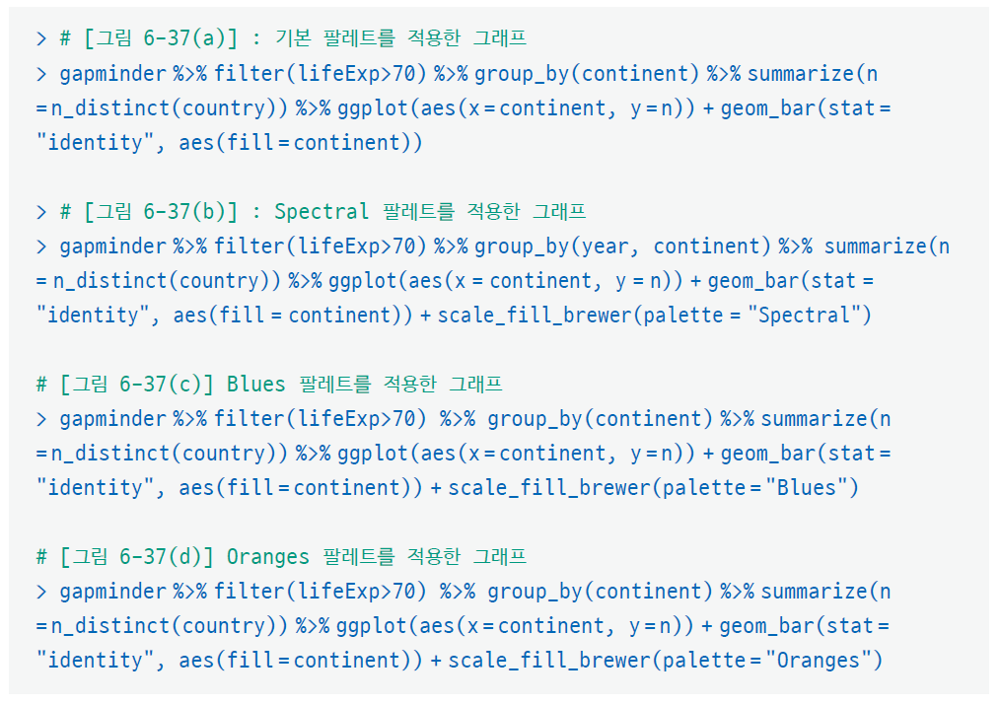 > # [그림 6-37(a)] : 기본 팔레트를 적용한 그래프
> gapminder %>% filter(lifeExp>70) %>% group_by(continent) %>% summarize(n
=n_distinct(country)) %>% ggplot(aes(x=continent, y=n)) + geom_bar(stat=
"identity", aes(fill=continent))
> # [그림 6-37(b)] : Spectral 팔레트를 적용한 그래프
> gapminder %>% filter(lifeExp>70) %>% group_by(year, continent) %>% summarize(n
= n_distinct(country)) %>% ggplot(aes(x = continent, y = n)) + geom_bar(stat =
"identity", aes(fill = continent)) + scale_fill_brewer(palette = "Spectral")
# [그림 6-37(c)] Blues 팔레트를 적용한 그래프
> gapminder %>% filter(lifeExp>70) %>% group_by(continent) %>% summarize(n
=n_distinct(country)) %>% ggplot(aes(x=continent, y=n)) + geom_bar(stat=
"identity", aes(fill=continent)) + scale_fill_brewer(palette="Blues")
# [그림 6-37(d)] Oranges 팔레트를 적용한 그래프
> gapminder %>% filter(lifeExp>70) %>% group_by(continent) %>% summarize(n
=n_distinct(country)) %>% ggplot(aes(x=continent, y=n)) + geom_bar(stat=
"identity", aes(fill=continent)) + scale_fill_brewer(palette="Oranges")